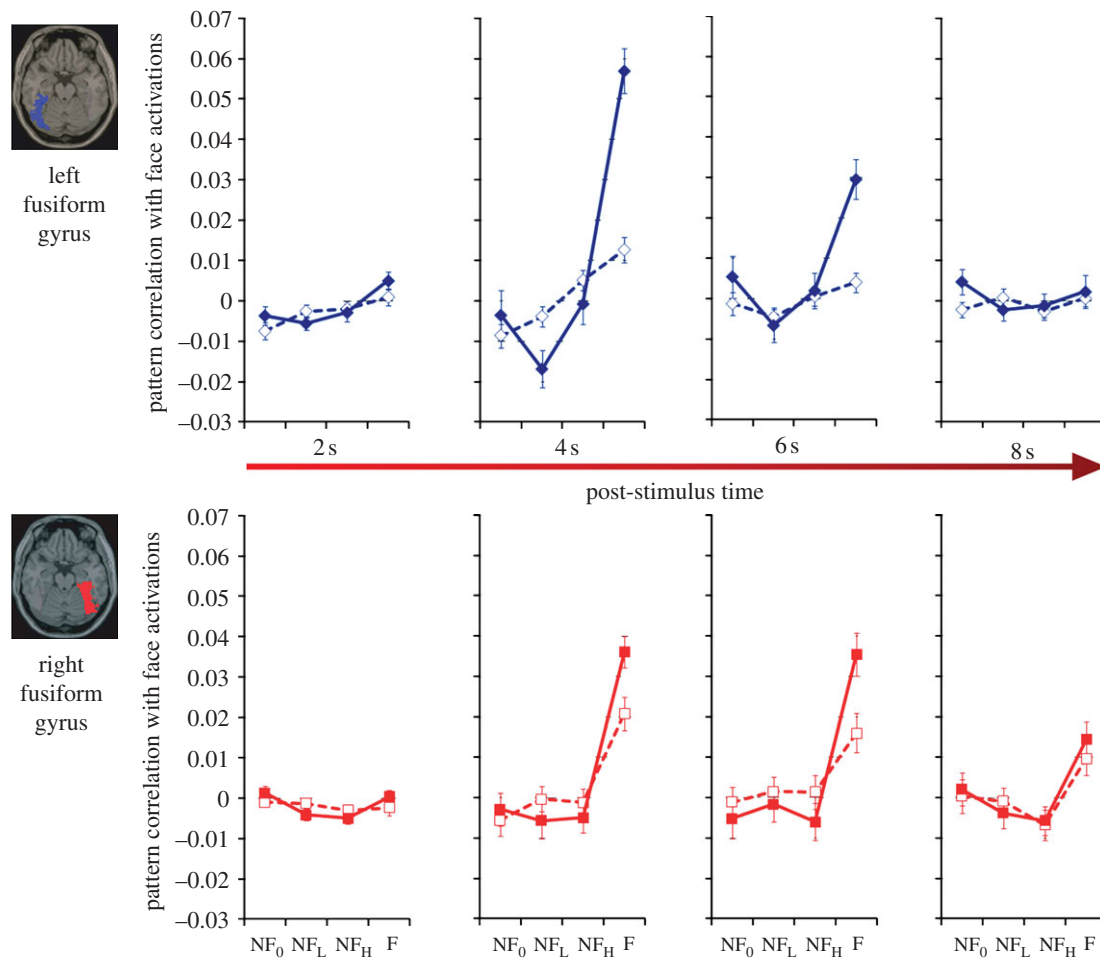 left
fusiform
gyrus
pattern correlation with face activations
0.07
0.06
0.05
0.04
0.03
0.02
0.01
0
–0.01
–0.02
–0.03
2 s 4 s 6 s 8 s
post-stimulus time
right
fusiform
gyrus
pattern correlation with face activations
0.07
0.06
0.05
0.04
0.03
0.02
0.01
0
–0.01
–0.02
–0.03
NF0 NFL NFH F NF0 NFL NFH F NF0 NFL NFH F NF0 NFL NFH F